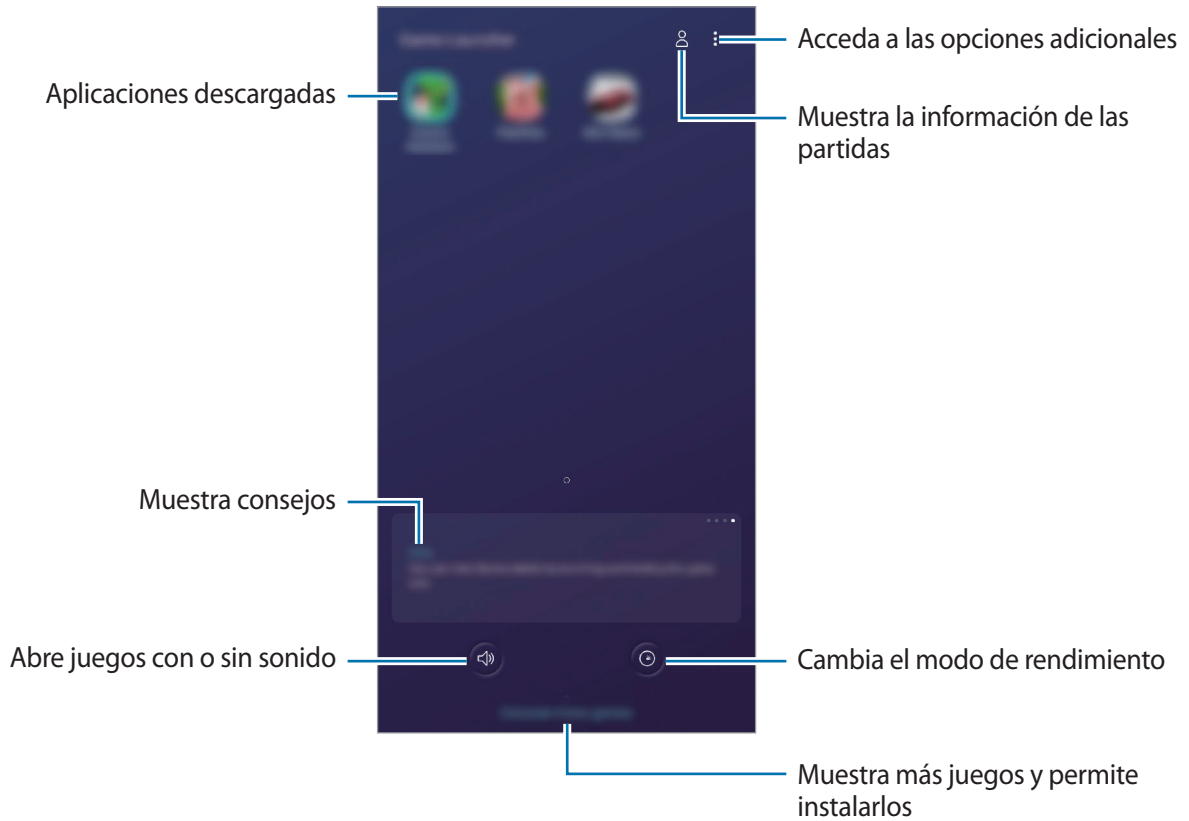 Acceda a las opciones adicionales
Aplicaciones descargadas
Muestra la información de las
partidas
Muestra consejos
Abre juegos con o sin sonido
Cambia el modo de rendimiento
Muestra más juegos y permite
instalarlos